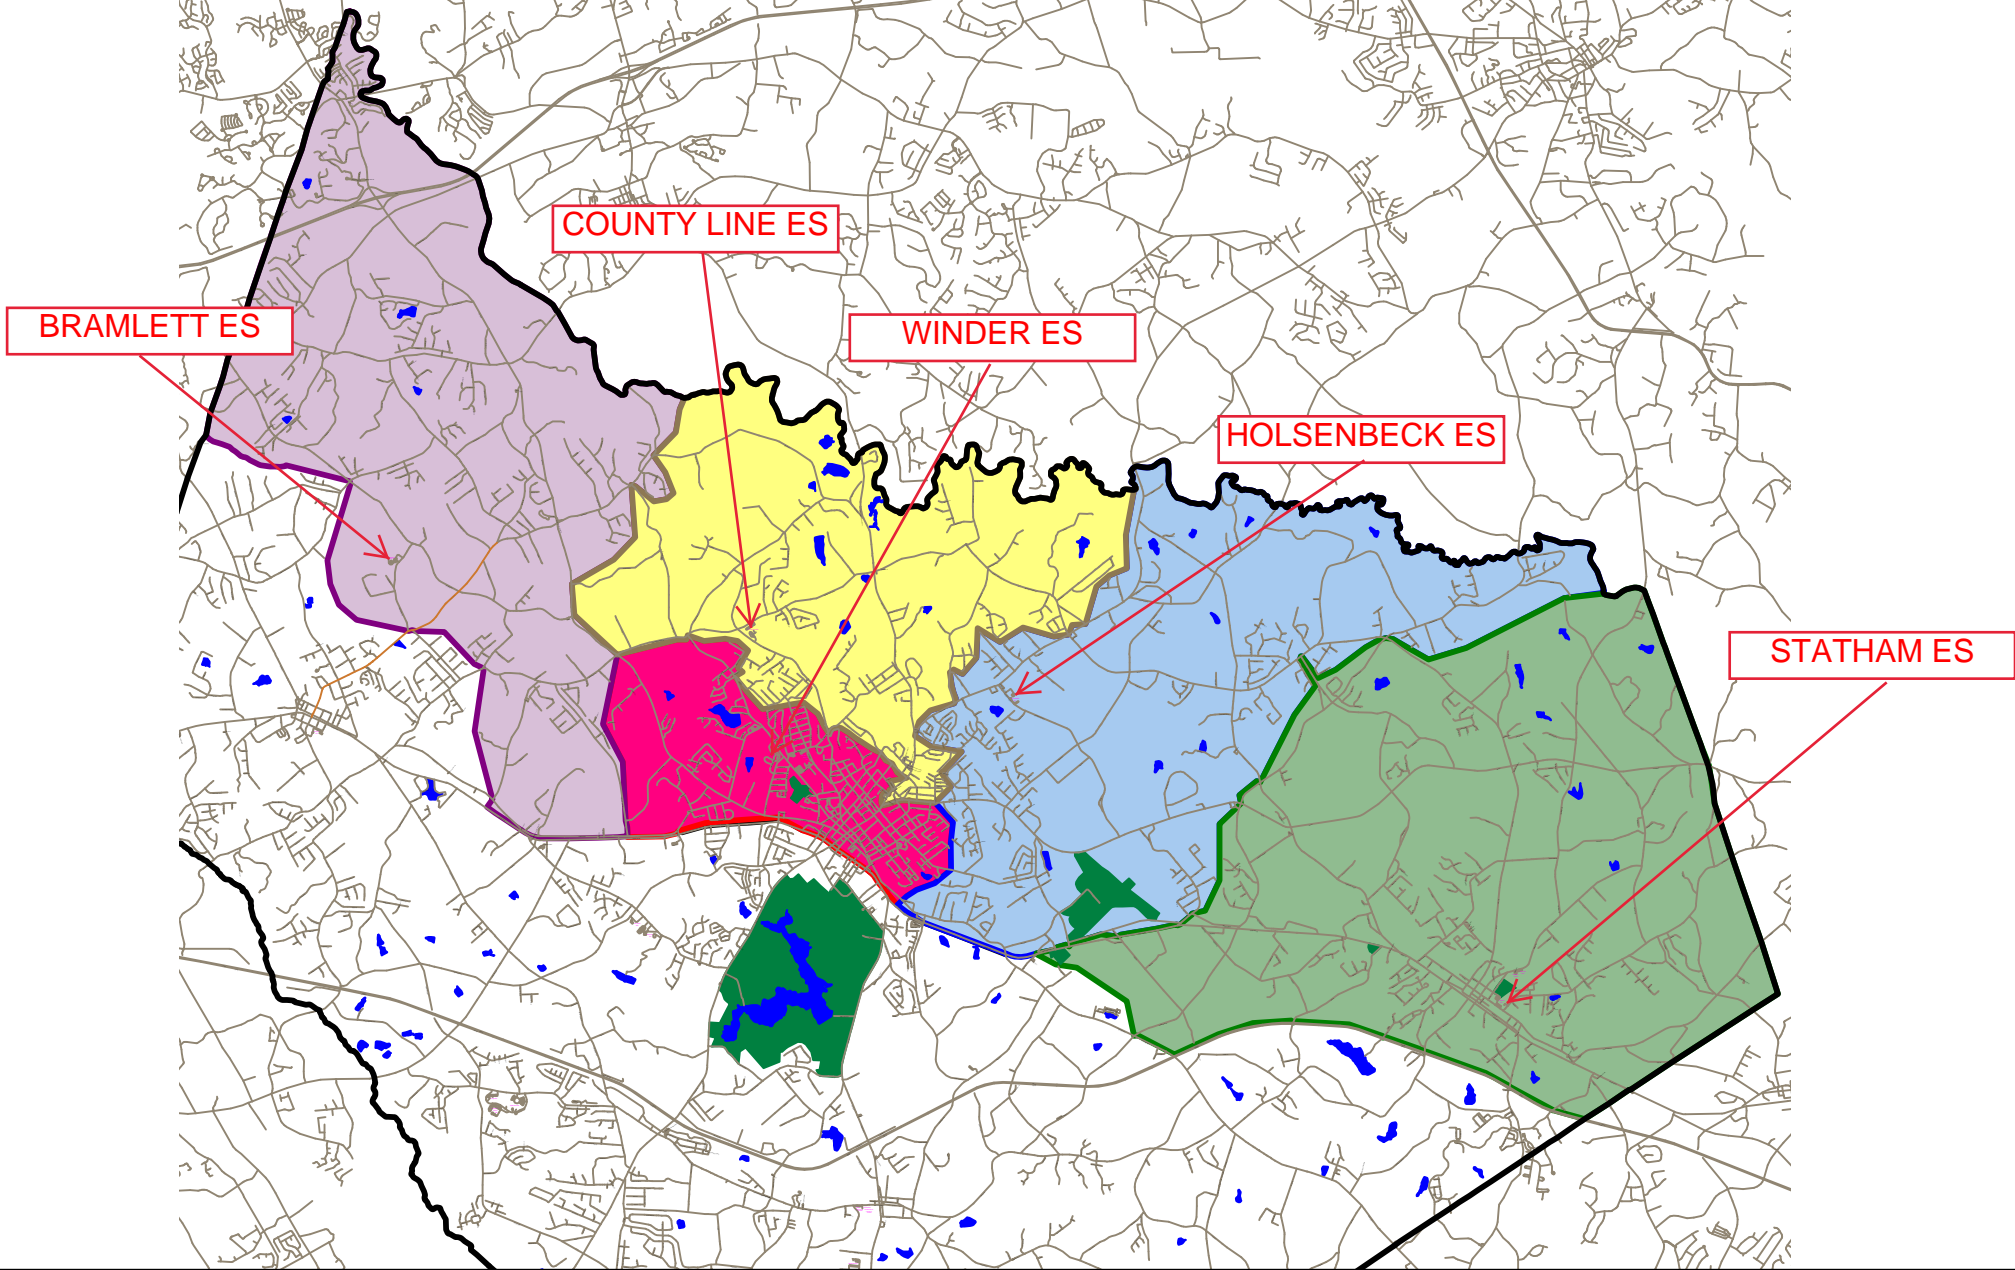 COUNTY LINE ES
BRAMLETT ES
WINDER ES
HOLSENBECK ES
STATHAM ES